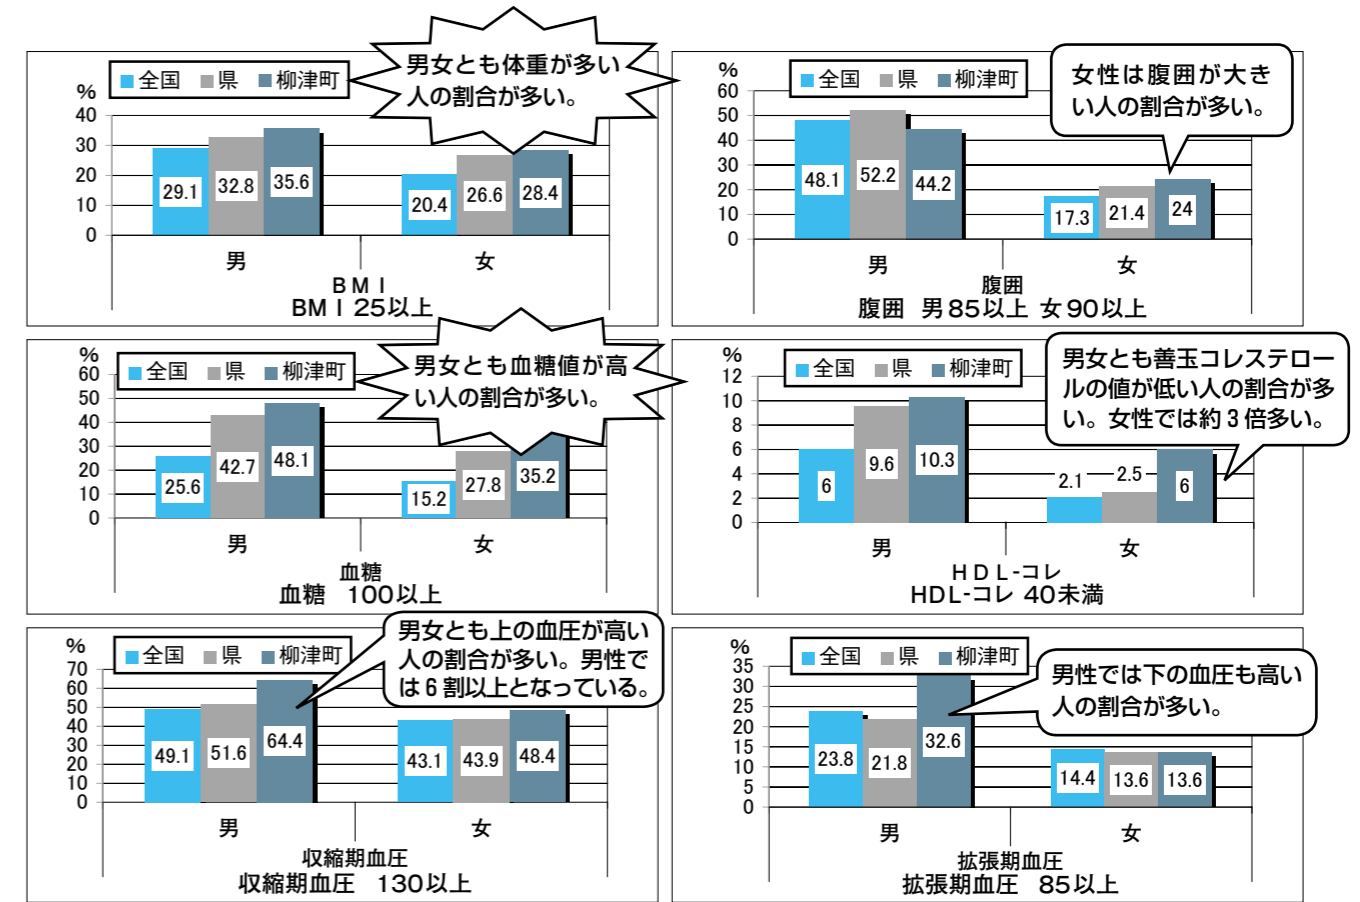 男女とも体重が多い
人の割合が多い。
%
全国 県 柳津町
40
30
20
10
0
29.1 32.8 35.6
20.4 26.6 28.4
男 女
BMI
BMI 25以上
女性は腹囲が大き
い人の割合が多い。
%
全国 県 柳津町
60
50
40
30
20
10
0
48.1 52.2 44.2
17.3 21.4 24
男 女
腹囲
腹囲 男85以上 女90以上
男女とも血糖値が高
い人の割合が多い。
%
全国 県 柳津町
60
50
40
30
20
10
0
25.6 42.7 48.1
15.2 27.8 35.2
男 女
血糖
血糖 100以上
男女とも善玉コレステロー
ルの値が低い人の割合が多
い。女性では約3倍多い。
%
全国 県 柳津町
12
10
8
6
4
2
0
6 9.6 10.3
2.1 2.5 6
男 女
HDL-コレ
HDL-コレ 40未満
男女とも上の血圧が高い
人の割合が多い。男性で
は6割以上となっている。
%
全国 県 柳津町
70
60
50
40
30
20
10
0
49.1 51.6 64.4
43.1 43.9 48.4
男 女
収縮期血圧
収縮期血圧 130以上
男性では下の血圧も高い
人の割合が多い。
%
全国 県 柳津町
35
30
25
20
15
10
5
0
23.8 21.8 32.6
14.4 13.6 13.6
男 女
拡張期血圧
拡張期血圧 85以上